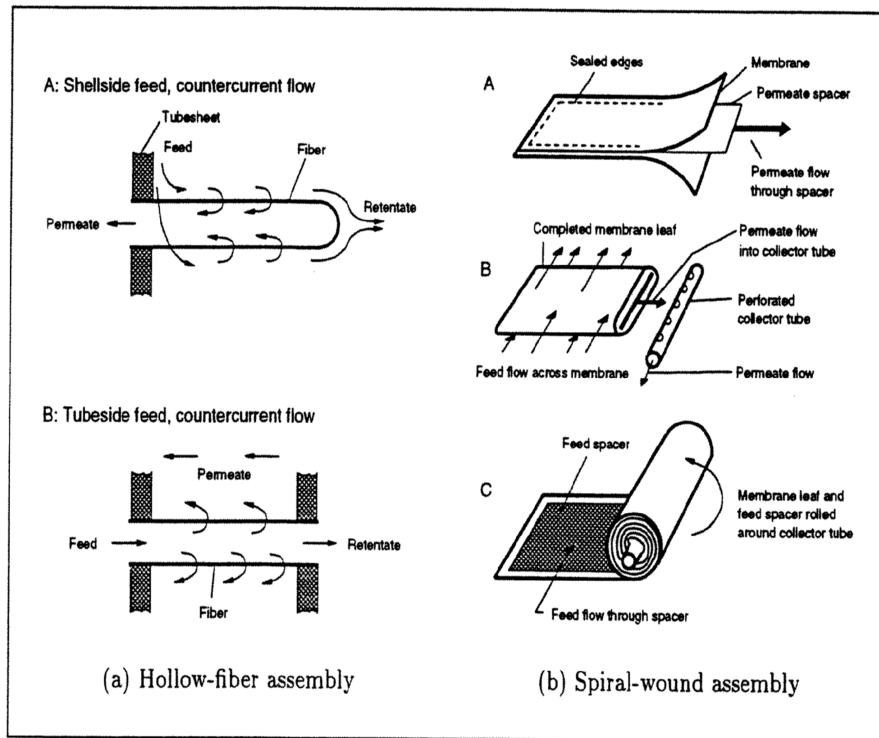 A: Shellside feed, countercurrent flow
Tubesheet
Feed
Fiber
Permeate
Retentate
B: Tubeside feed, countercurrent flow
Permeate
Feed
Retentate
Fiber
(a) Hollow-fiber assembly
A
Sealed edges
Membrane
Permeate spacer
Permeate flow
through spacer
B
Completed membrane leaf
Permeate flow
into collector tube
Perforated
collector tube
Feed flow across membrane
Permeate flow
C
Feed spacer
Membrane leaf and
feed spacer rolled
around collector tube
Feed flow through spacer
(b) Spiral-wound assembly